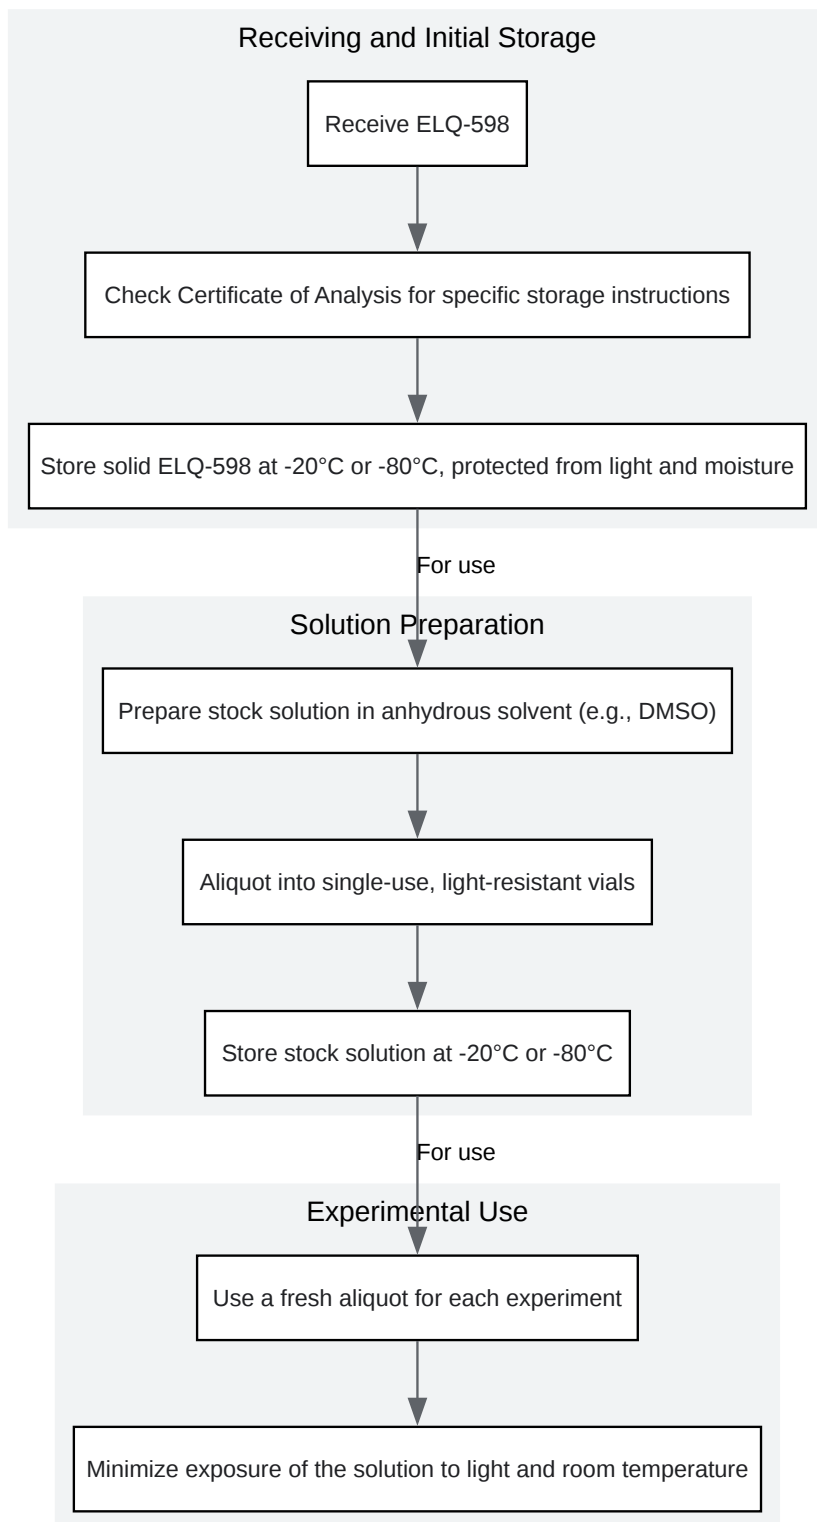 Receiving and Initial Storage
Receive ELQ-598
Check Certificate of Analysis for specific storage instructions
Store solid ELQ-598 at -20°C or -80°C, protected from light and moisture
For use
Solution Preparation
Prepare stock solution in anhydrous solvent (e.g., DMSO)
Aliquot into single-use, light-resistant vials
Store stock solution at -20°C or -80°C
For use
Experimental Use
Use a fresh aliquot for each experiment
Minimize exposure of the solution to light and room temperature